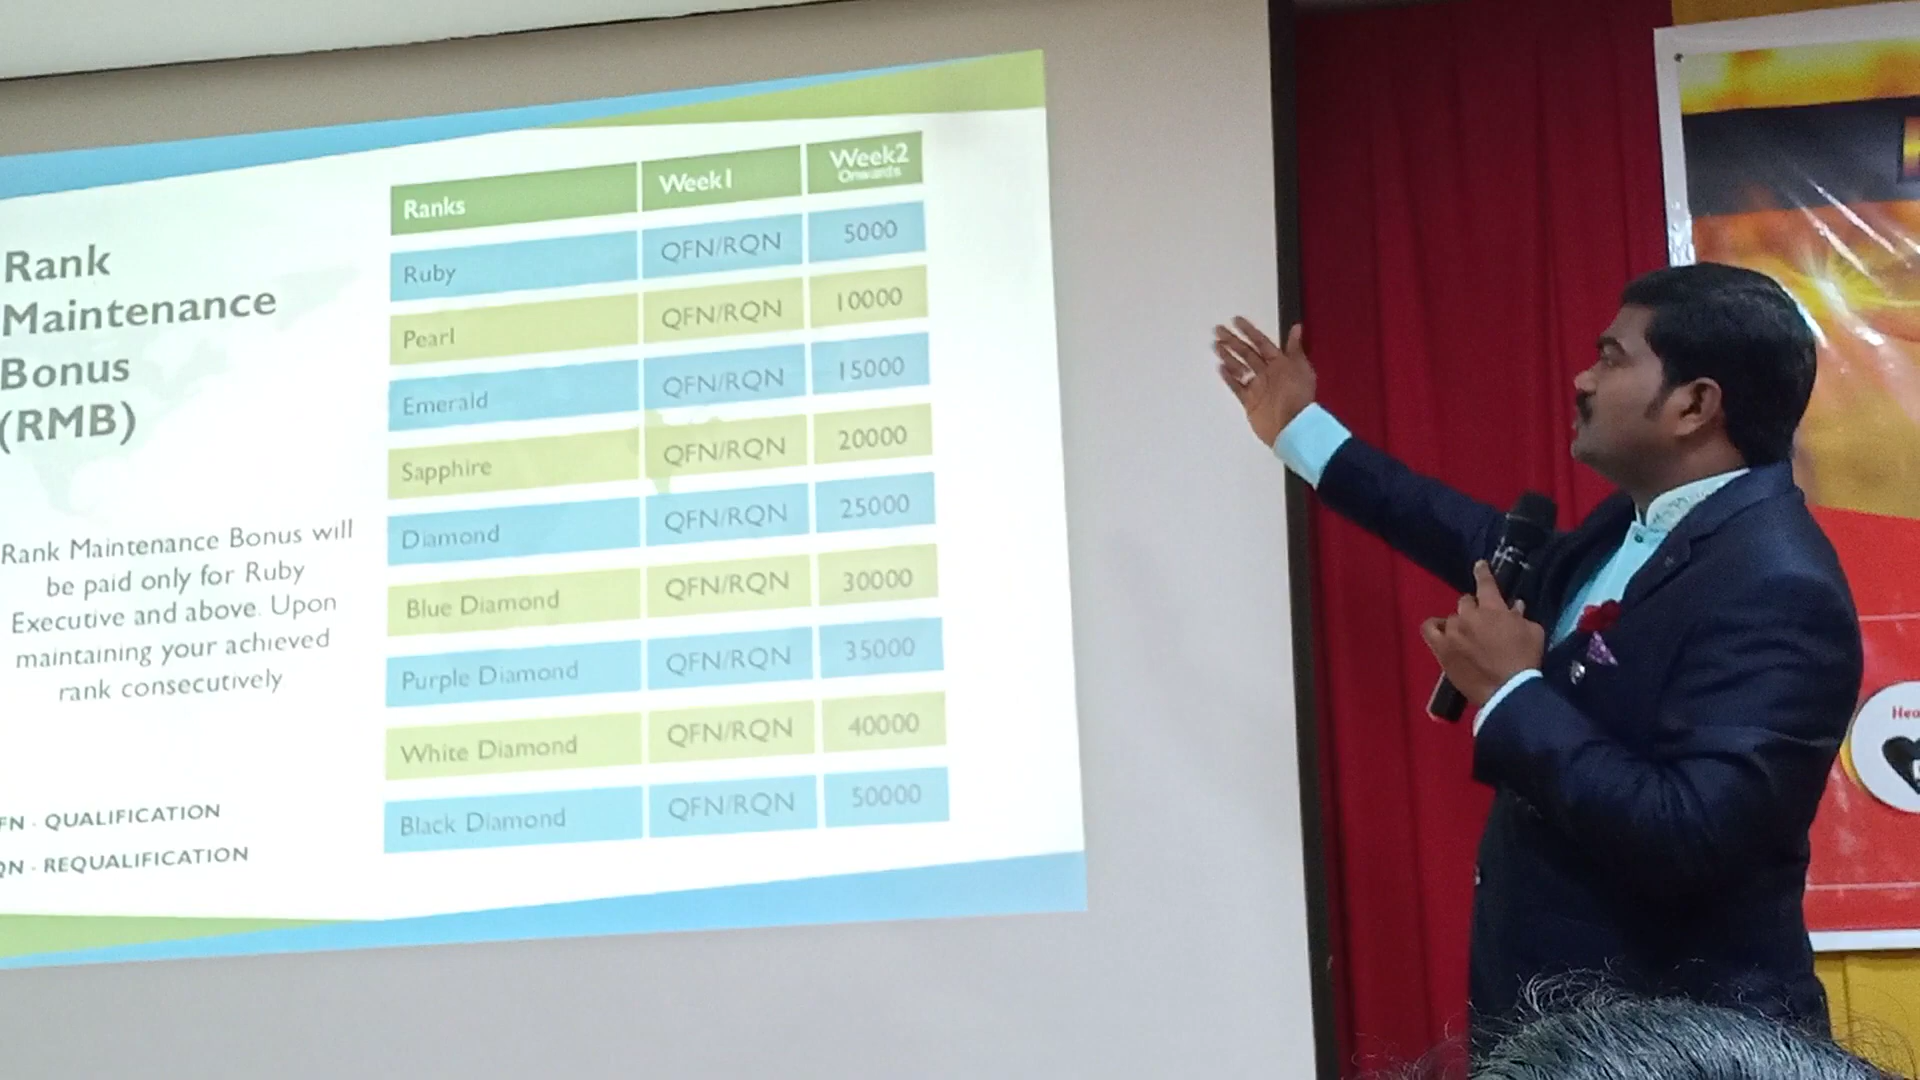 Rank
Maintenance
Bonus
(RMB)
Rank Maintenance Bonus will
be paid only for Ruby
Executive and above. Upon
maintaining your achieved
rank consecutively
FN - QUALIFICATION
QN - REQUALIFICATION
Ranks Week1 Week2 Onwards
Ruby QFN/RQN 5000
Pearl QFN/RQN 10000
Emerald QFN/RQN 15000
Sapphire QFN/RQN 20000
Diamond QFN/RQN 25000
Blue Diamond QFN/RQN 30000
Purple Diamond QFN/RQN 35000
White Diamond QFN/RQN 40000
Black Diamond QFN/RQN 50000